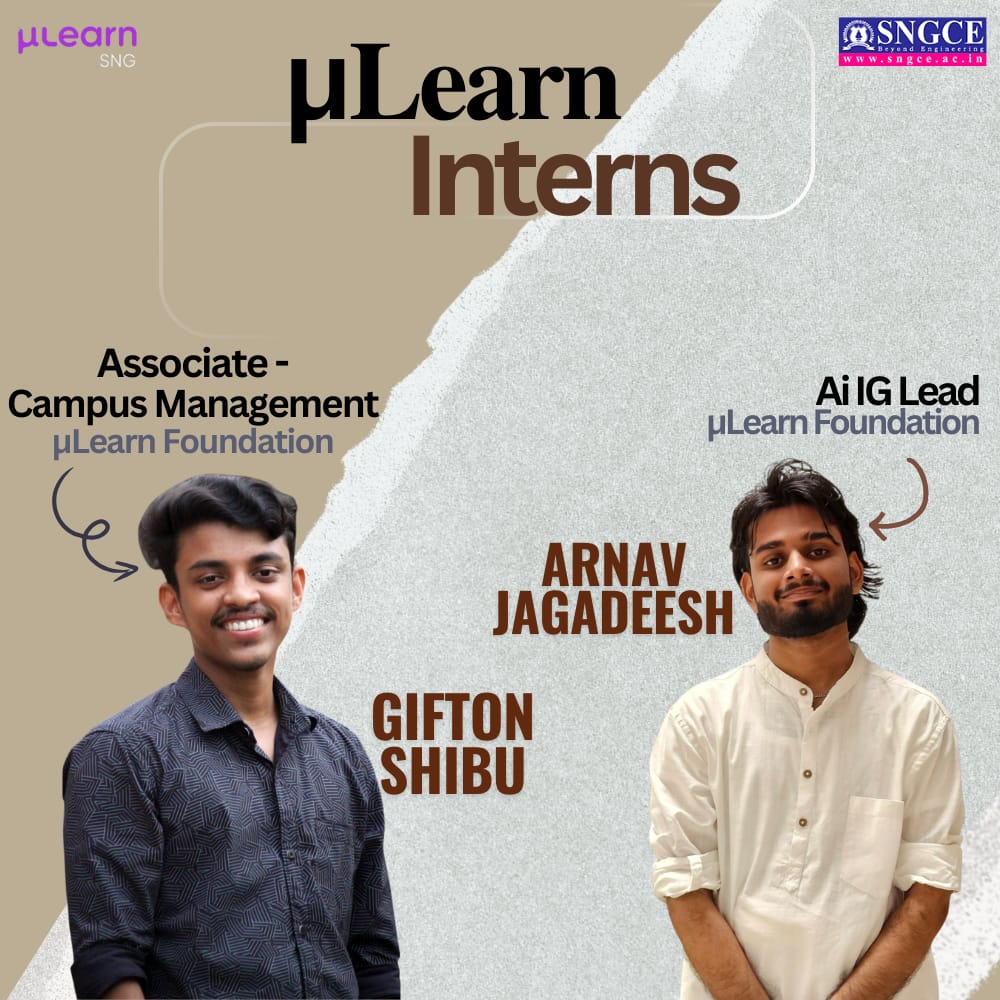 µLearn
SNG
SNGCE
Beyond Engineering
www.sngce.ac.in
µLearn
Interns
Associate -
Campus Management
µLearn Foundation
Ai IG Lead
µLearn Foundation
ARNAV
JAGADEESH
GIFTON
SHIBU